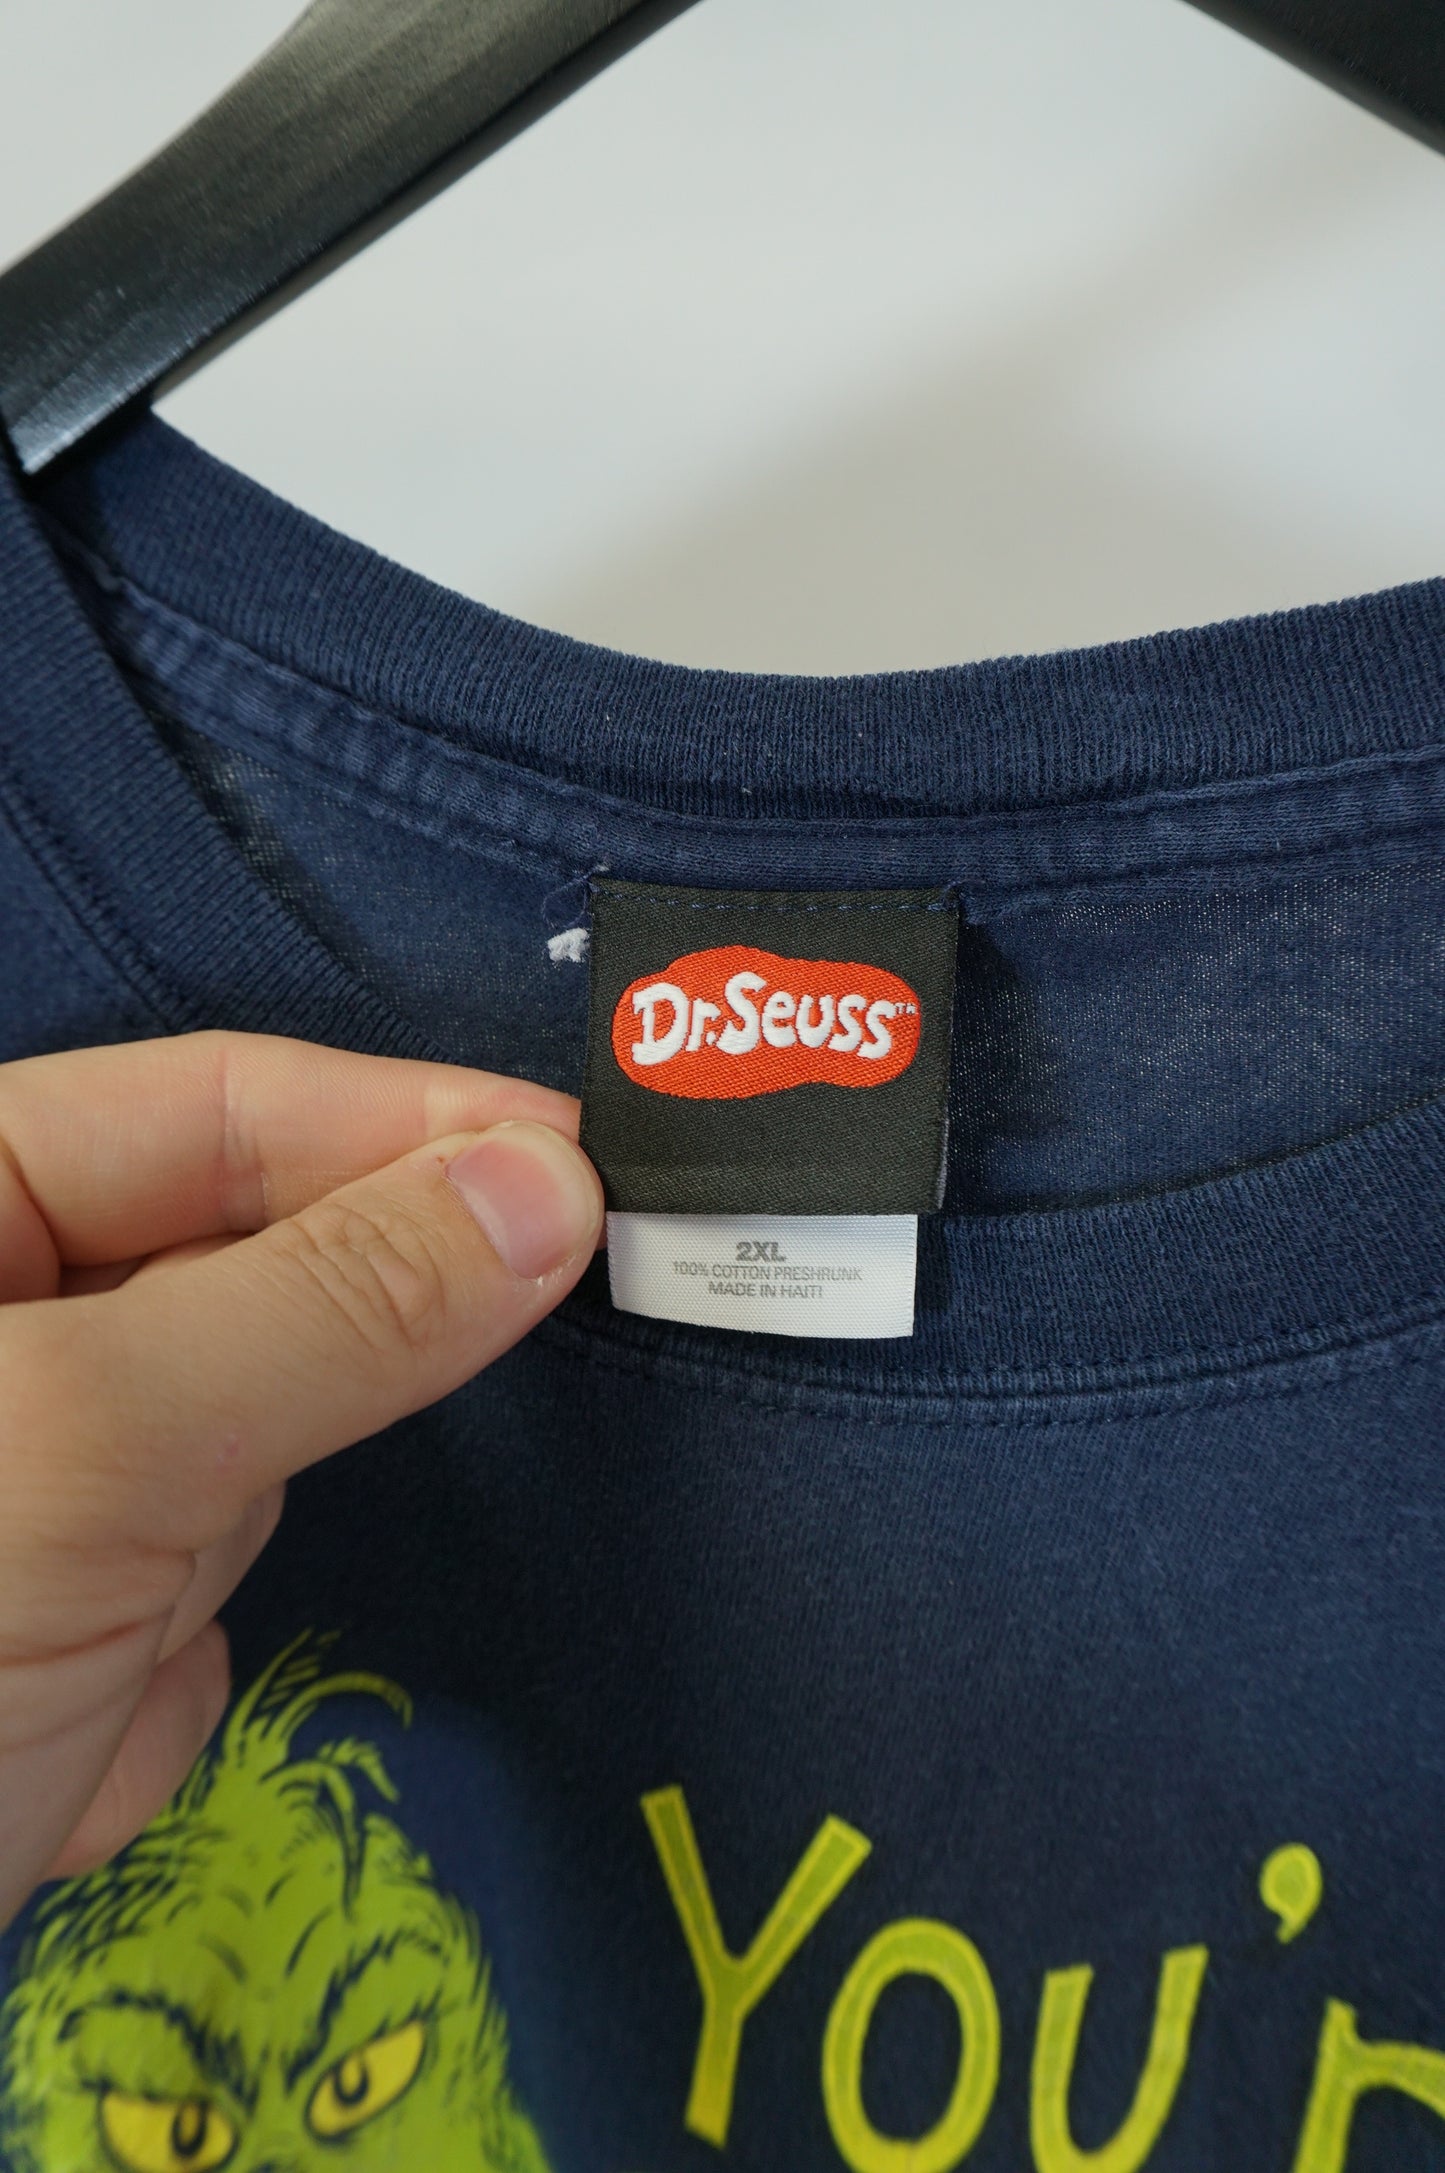 Dr. Seuss™
2XL
100% COTTON PRESHRUNK
MADE IN HAITI
You'r